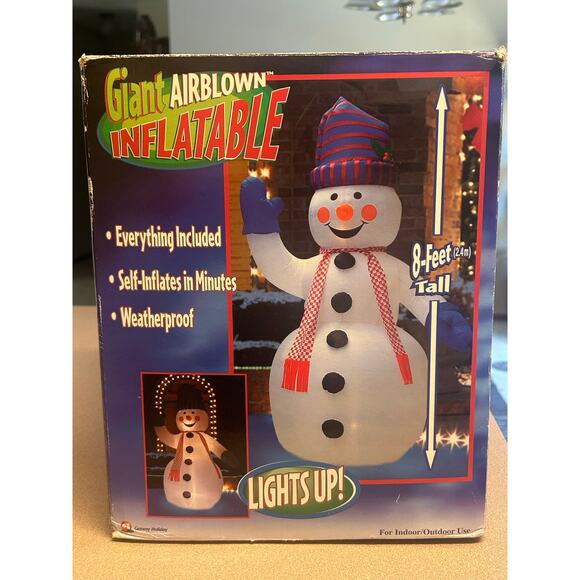 Giant AIRBLOWN™
INFLATABLE
• Everything Included
• Self-Inflates in Minutes
• Weatherproof
8-Feet (2.4m)
Tall
LIGHTS UP!
Gemmy Holiday
For Indoor/Outdoor Use